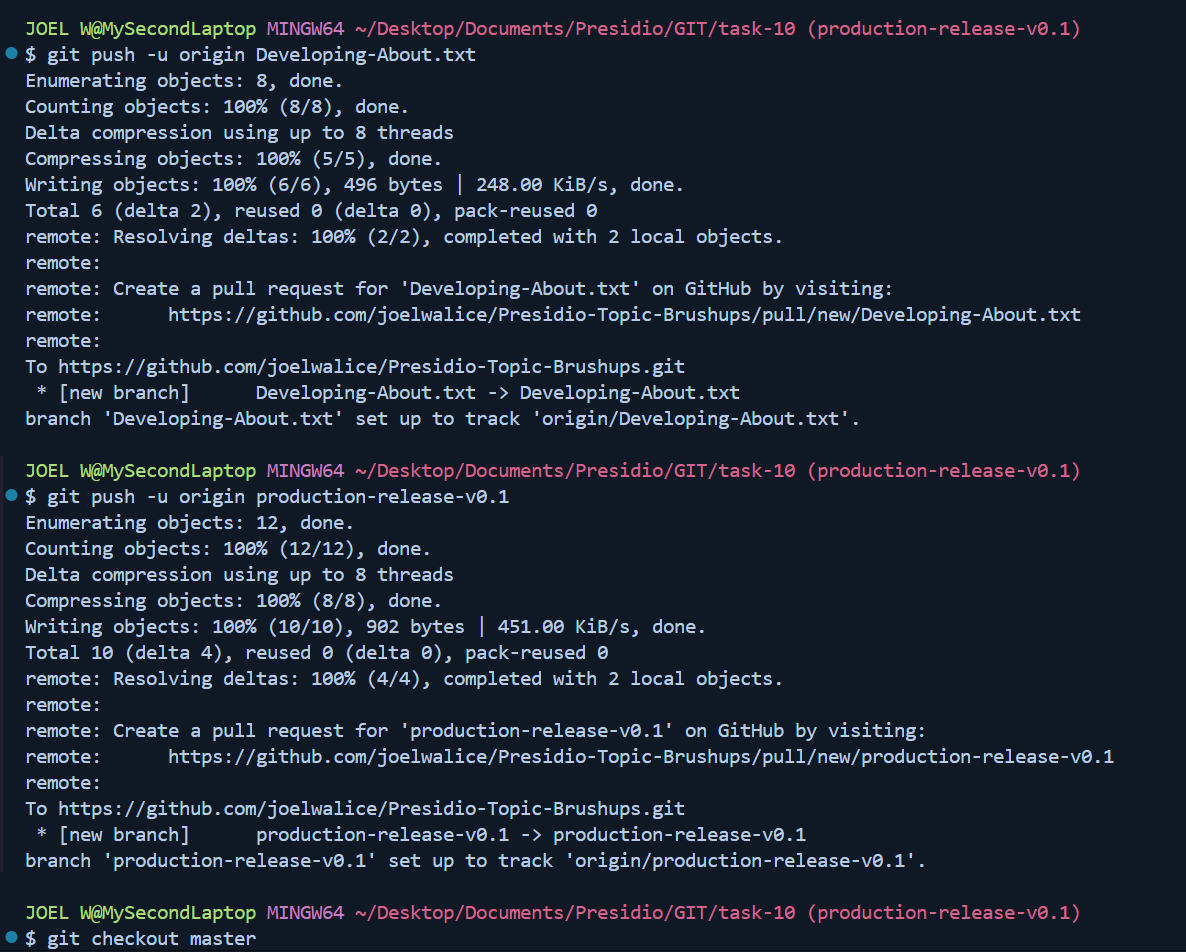 JOEL W@MySecondLaptop MINGW64 ~/Desktop/Documents/Presidio/GIT/task-10 (production-release-v0.1)
$ git push -u origin Developing-About.txt
Enumerating objects: 8, done.
Counting objects: 100% (8/8), done.
Delta compression using up to 8 threads
Compressing objects: 100% (5/5), done.
Writing objects: 100% (6/6), 496 bytes | 248.00 KiB/s, done.
Total 6 (delta 2), reused 0 (delta 0), pack-reused 0
remote: Resolving deltas: 100% (2/2), completed with 2 local objects.
remote:
remote: Create a pull request for 'Developing-About.txt' on GitHub by visiting:
remote:      https://github.com/joelwalice/Presidio-Topic-Brushups/pull/new/Developing-About.txt
remote:
To https://github.com/joelwalice/Presidio-Topic-Brushups.git
 * [new branch]      Developing-About.txt -> Developing-About.txt
branch 'Developing-About.txt' set up to track 'origin/Developing-About.txt'.
JOEL W@MySecondLaptop MINGW64 ~/Desktop/Documents/Presidio/GIT/task-10 (production-release-v0.1)
$ git push -u origin production-release-v0.1
Enumerating objects: 12, done.
Counting objects: 100% (12/12), done.
Delta compression using up to 8 threads
Compressing objects: 100% (8/8), done.
Writing objects: 100% (10/10), 902 bytes | 451.00 KiB/s, done.
Total 10 (delta 4), reused 0 (delta 0), pack-reused 0
remote: Resolving deltas: 100% (4/4), completed with 2 local objects.
remote:
remote: Create a pull request for 'production-release-v0.1' on GitHub by visiting:
remote:      https://github.com/joelwalice/Presidio-Topic-Brushups/pull/new/production-release-v0.1
remote:
To https://github.com/joelwalice/Presidio-Topic-Brushups.git
 * [new branch]      production-release-v0.1 -> production-release-v0.1
branch 'production-release-v0.1' set up to track 'origin/production-release-v0.1'.
JOEL W@MySecondLaptop MINGW64 ~/Desktop/Documents/Presidio/GIT/task-10 (production-release-v0.1)
$ git checkout master